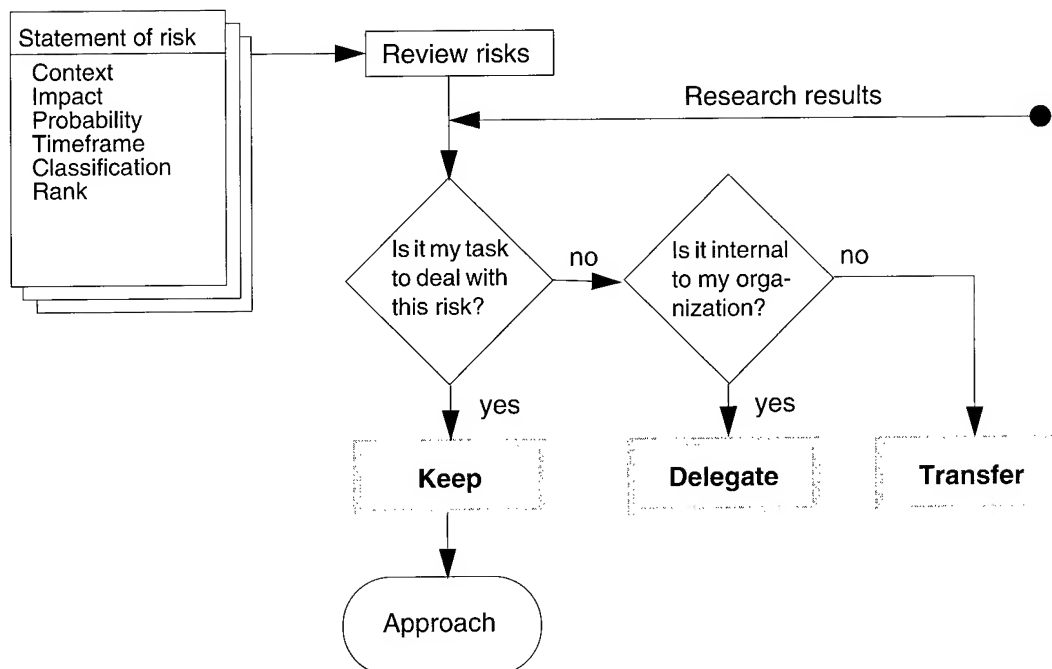 Statement of risk
Context
Impact
Probability
Timeframe
Classification
Rank
Review risks
Research results
Is it my task
to deal with
this risk?
no
Is it internal
to my orga-
nization?
no
yes
yes
Keep
Delegate
Transfer
Approach